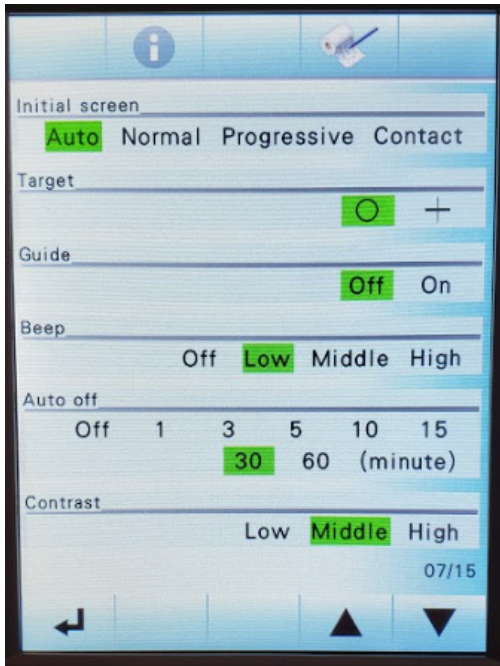 Initial screen
Auto Normal Progressive Contact
Target
Guide
Off On
Beep
Off Low Middle High
Auto off
Off 1 3 5 10 15
30 60 (minute)
Contrast
Low Middle High
07/15